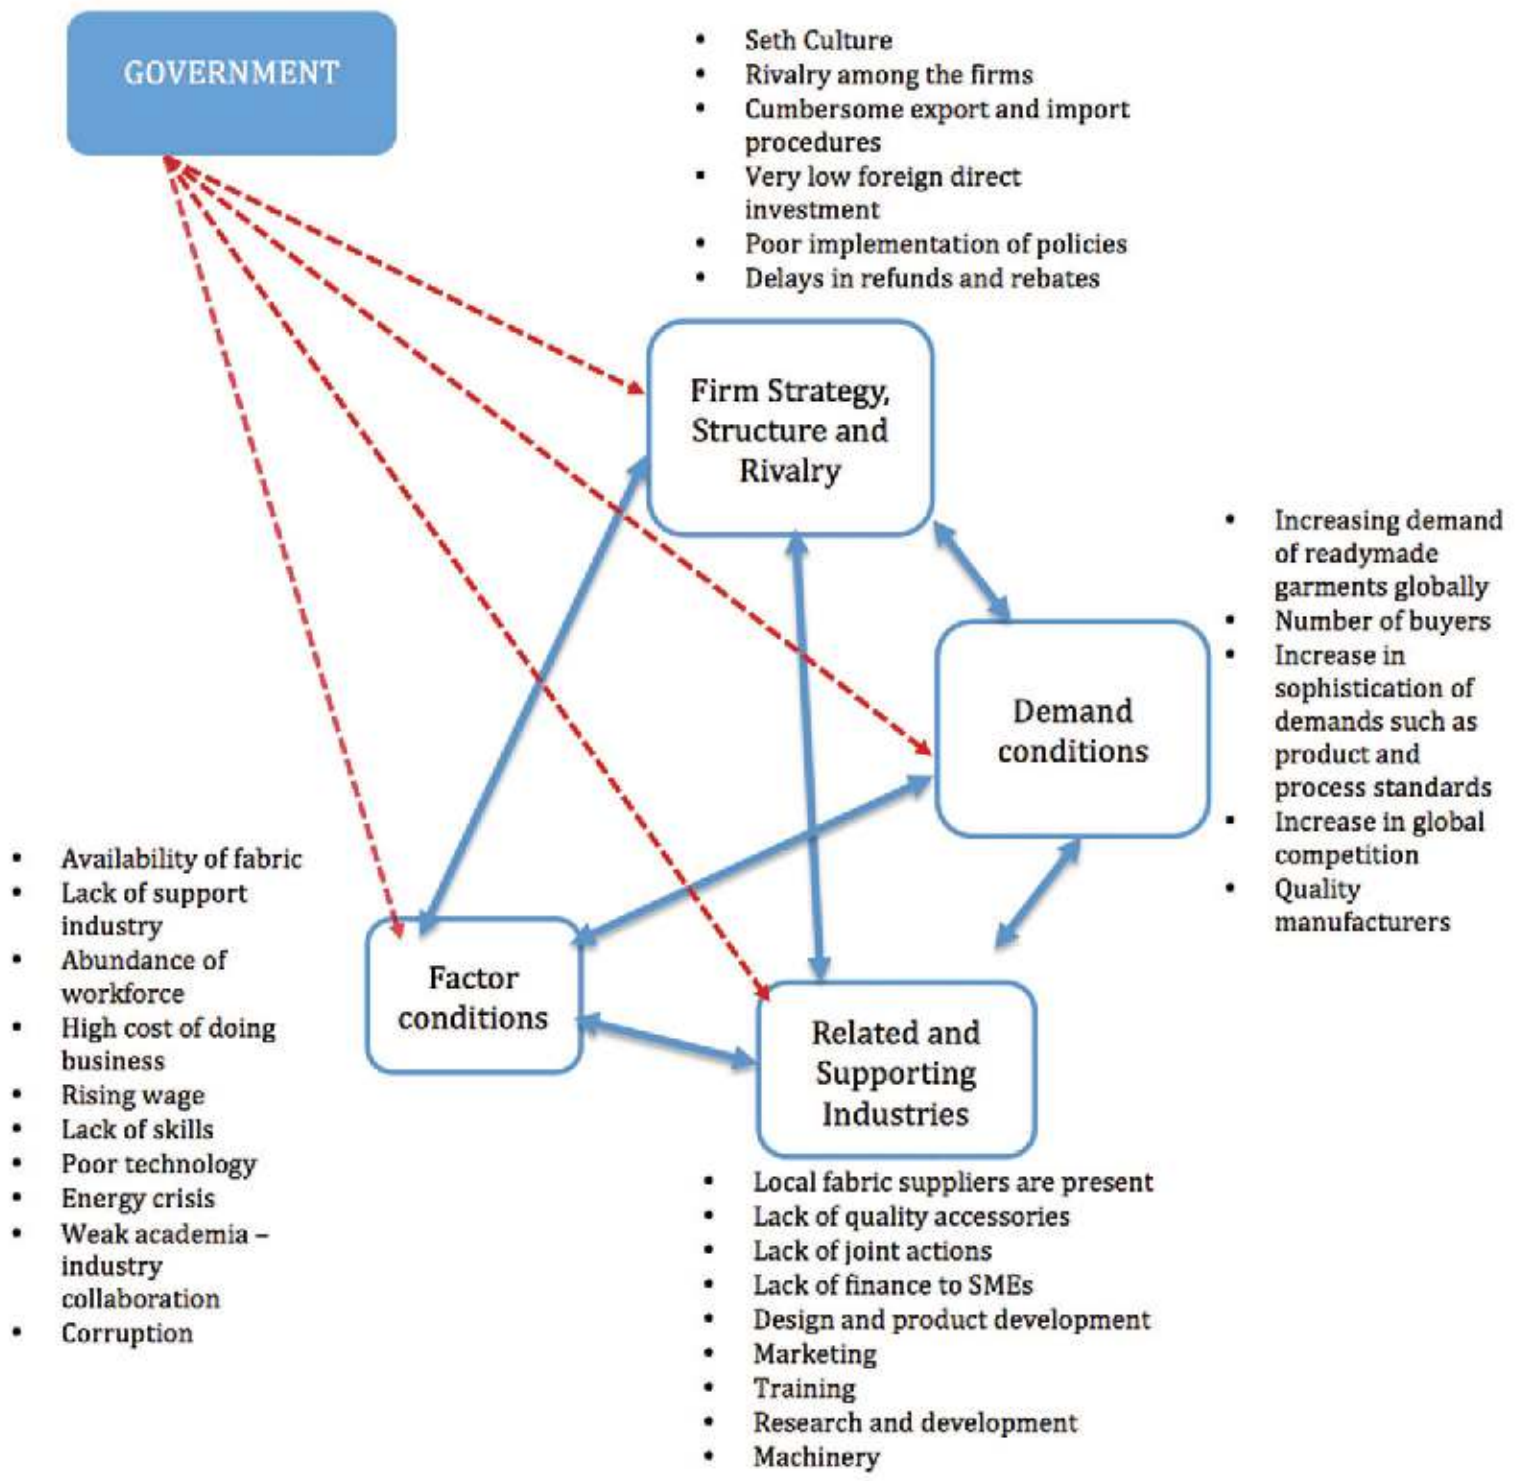 GOVERNMENT
• Seth Culture
• Rivalry among the firms
• Cumbersome export and import
procedures
• Very low foreign direct
investment
• Poor implementation of policies
• Delays in refunds and rebates
Firm Strategy,
Structure and
Rivalry
• Increasing demand
of readymade
garments globally
• Number of buyers
• Increase in
sophistication of
demands such as
product and
process standards
• Increase in global
competition
• Quality
manufacturers
Demand
conditions
• Availability of fabric
• Lack of support
industry
• Abundance of
workforce
• High cost of doing
business
• Rising wage
• Lack of skills
• Poor technology
• Energy crisis
• Weak academia –
industry
collaboration
• Corruption
Factor
conditions
Related and
Supporting
Industries
• Local fabric suppliers are present
• Lack of quality accessories
• Lack of joint actions
• Lack of finance to SMEs
• Design and product development
• Marketing
• Training
• Research and development
• Machinery